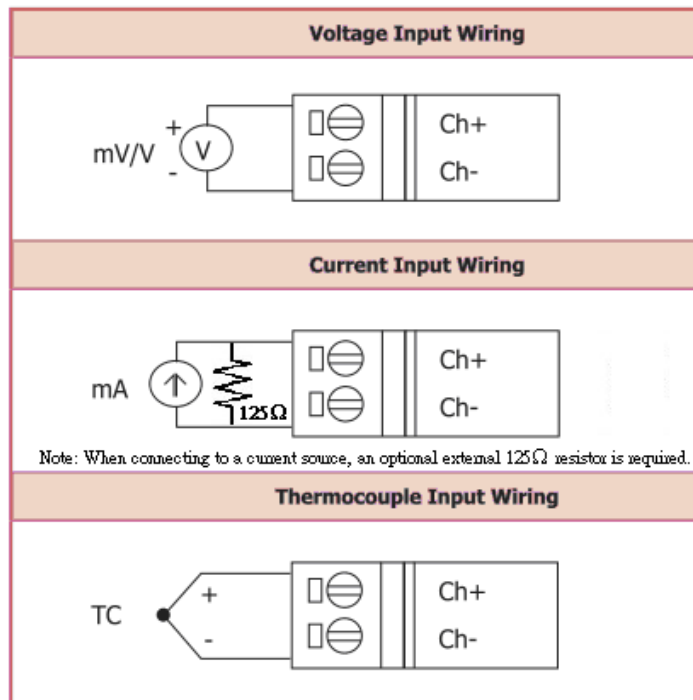 Voltage Input Wiring
+
mV/V
V
-
Ch+
Ch-
Current Input Wiring
mA
125Ω
Ch+
Ch-
Note: When connecting to a current source, an optional external 125Ω resistor is required.
Thermocouple Input Wiring
TC
+
-
Ch+
Ch-